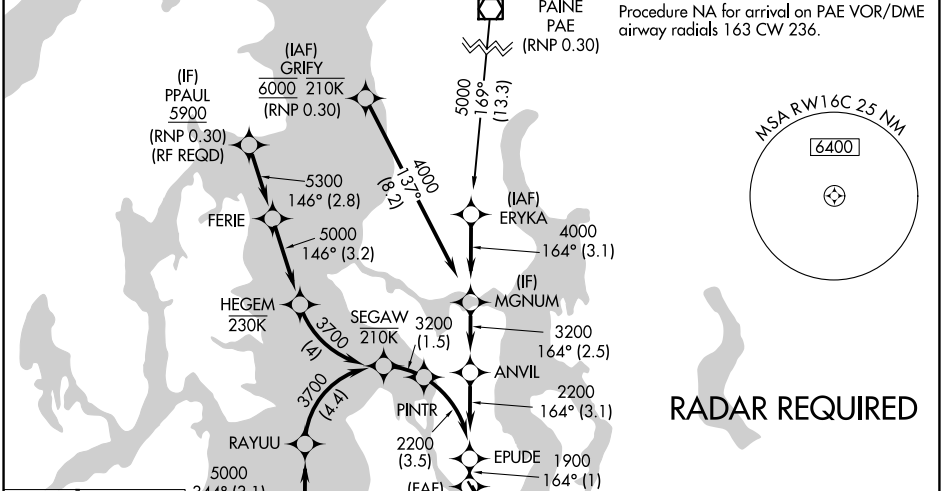 PAINE
PAE
(RNP 0.30)
Procedure NA for arrival on PAE VOR/DME
airway radials 163 CW 236.
(IAF)
GRIFY
6000 210K
(RNP 0.30)
(IF)
PPAUL
5900
(RNP 0.30)
(RF REQD)
5000
169°
(13.3)
MSA RW16C 25 NM
6400
4000
137°
(8.2)
5300
146° (2.8)
(IAF)
ERYKA
FERIE
5000
146° (3.2)
4000
164° (3.1)
(IF)
MGNUM
HEGEM
230K
3700
(4)
SEGAW
210K
3200
(1.5)
3200
164° (2.5)
ANVIL
3700
(4.4)
PINTR
2200
164° (3.1)
RADAR REQUIRED
RAYUU
2200
(3.5)
EPUDE
1900
164° (1)
5000
(FAF)